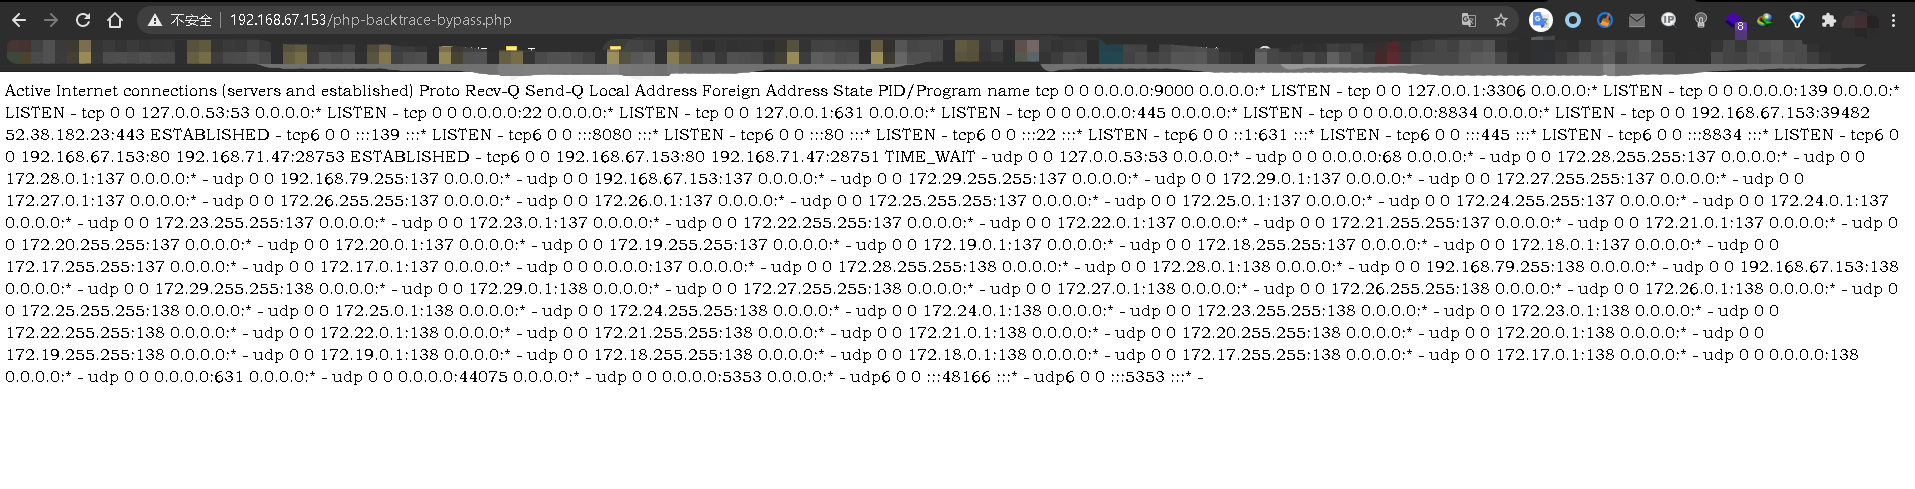 不安全 192.168.67.153/php-backtrace-bypass.php
IP
8
Active Internet connections (servers and established) Proto Recv-Q Send-Q Local Address Foreign Address State PID/Program name tcp 0 0 0.0.0.0:9000 0.0.0.0:* LISTEN - tcp 0 0 127.0.0.1:3306 0.0.0.0:* LISTEN - tcp 0 0 0.0.0.0:139 0.0.0.0:*
LISTEN - tcp 0 0 127.0.0.53:53 0.0.0.0:* LISTEN - tcp 0 0 0.0.0.0:22 0.0.0.0:* LISTEN - tcp 0 0 127.0.0.1:631 0.0.0.0:* LISTEN - tcp 0 0 0.0.0.0:445 0.0.0.0:* LISTEN - tcp 0 0 0.0.0.0:8834 0.0.0.0:* LISTEN - tcp 0 0 192.168.67.153:39482
52.38.182.23:443 ESTABLISHED - tcp6 0 0 :::139 :::* LISTEN - tcp6 0 0 :::8080 :::* LISTEN - tcp6 0 0 :::80 :::* LISTEN - tcp6 0 0 :::22 :::* LISTEN - tcp6 0 0 ::1:631 :::* LISTEN - tcp6 0 0 :::445 :::* LISTEN - tcp6 0 0 :::8834 :::* LISTEN - tcp6 0
0 192.168.67.153:80 192.168.71.47:28753 ESTABLISHED - tcp6 0 0 192.168.67.153:80 192.168.71.47:28751 TIME_WAIT - udp 0 0 127.0.0.53:53 0.0.0.0:* - udp 0 0 0.0.0.0:68 0.0.0.0:* - udp 0 0 172.28.255.255:137 0.0.0.0:* - udp 0 0
172.28.0.1:137 0.0.0.0:* - udp 0 0 192.168.79.255:137 0.0.0.0:* - udp 0 0 192.168.67.153:137 0.0.0.0:* - udp 0 0 172.29.255.255:137 0.0.0.0:* - udp 0 0 172.29.0.1:137 0.0.0.0:* - udp 0 0 172.27.255.255:137 0.0.0.0:* - udp 0 0
172.27.0.1:137 0.0.0.0:* - udp 0 0 172.26.255.255:137 0.0.0.0:* - udp 0 0 172.26.0.1:137 0.0.0.0:* - udp 0 0 172.25.255.255:137 0.0.0.0:* - udp 0 0 172.25.0.1:137 0.0.0.0:* - udp 0 0 172.24.255.255:137 0.0.0.0:* - udp 0 0 172.24.0.1:137
0.0.0.0:* - udp 0 0 172.23.255.255:137 0.0.0.0:* - udp 0 0 172.23.0.1:137 0.0.0.0:* - udp 0 0 172.22.255.255:137 0.0.0.0:* - udp 0 0 172.22.0.1:137 0.0.0.0:* - udp 0 0 172.21.255.255:137 0.0.0.0:* - udp 0 0 172.21.0.1:137 0.0.0.0:* - udp 0
0 172.20.255.255:137 0.0.0.0:* - udp 0 0 172.20.0.1:137 0.0.0.0:* - udp 0 0 172.19.255.255:137 0.0.0.0:* - udp 0 0 172.19.0.1:137 0.0.0.0:* - udp 0 0 172.18.255.255:137 0.0.0.0:* - udp 0 0 172.18.0.1:137 0.0.0.0:* - udp 0 0
172.17.255.255:137 0.0.0.0:* - udp 0 0 172.17.0.1:137 0.0.0.0:* - udp 0 0 0.0.0.0:137 0.0.0.0:* - udp 0 0 172.28.255.255:138 0.0.0.0:* - udp 0 0 172.28.0.1:138 0.0.0.0:* - udp 0 0 192.168.79.255:138 0.0.0.0:* - udp 0 0 192.168.67.153:138
0.0.0.0:* - udp 0 0 172.29.255.255:138 0.0.0.0:* - udp 0 0 172.29.0.1:138 0.0.0.0:* - udp 0 0 172.27.255.255:138 0.0.0.0:* - udp 0 0 172.27.0.1:138 0.0.0.0:* - udp 0 0 172.26.255.255:138 0.0.0.0:* - udp 0 0 172.26.0.1:138 0.0.0.0:* - udp 0
0 172.25.255.255:138 0.0.0.0:* - udp 0 0 172.25.0.1:138 0.0.0.0:* - udp 0 0 172.24.255.255:138 0.0.0.0:* - udp 0 0 172.24.0.1:138 0.0.0.0:* - udp 0 0 172.23.255.255:138 0.0.0.0:* - udp 0 0 172.23.0.1:138 0.0.0.0:* - udp 0 0
172.22.255.255:138 0.0.0.0:* - udp 0 0 172.22.0.1:138 0.0.0.0:* - udp 0 0 172.21.255.255:138 0.0.0.0:* - udp 0 0 172.21.0.1:138 0.0.0.0:* - udp 0 0 172.20.255.255:138 0.0.0.0:* - udp 0 0 172.20.0.1:138 0.0.0.0:* - udp 0 0
172.19.255.255:138 0.0.0.0:* - udp 0 0 172.19.0.1:138 0.0.0.0:* - udp 0 0 172.18.255.255:138 0.0.0.0:* - udp 0 0 172.18.0.1:138 0.0.0.0:* - udp 0 0 172.17.255.255:138 0.0.0.0:* - udp 0 0 172.17.0.1:138 0.0.0.0:* - udp 0 0 0.0.0.0:138
0.0.0.0:* - udp 0 0 0.0.0.0:631 0.0.0.0:* - udp 0 0 0.0.0.0:44075 0.0.0.0:* - udp 0 0 0.0.0.0:5353 0.0.0.0:* - udp6 0 0 :::48166 :::* - udp6 0 0 :::5353 :::* -